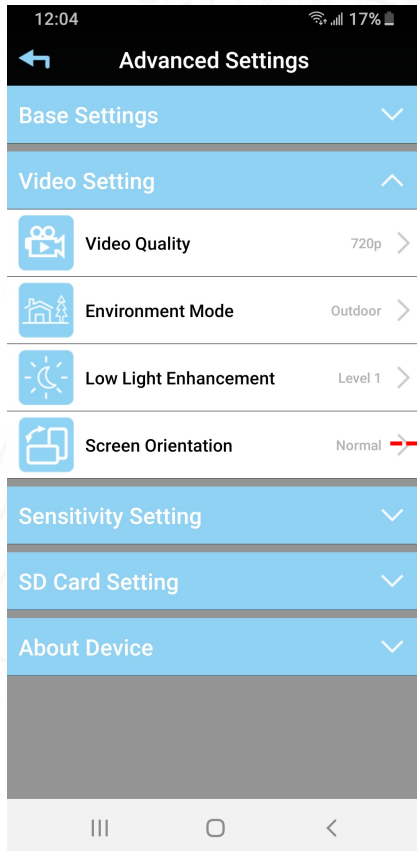 12:04 17%
Advanced Settings
Base Settings
Video Setting
Video Quality 720p
Environment Mode Outdoor
Low Light Enhancement Level 1
Screen Orientation Normal
Sensitivity Setting
SD Card Setting
About Device